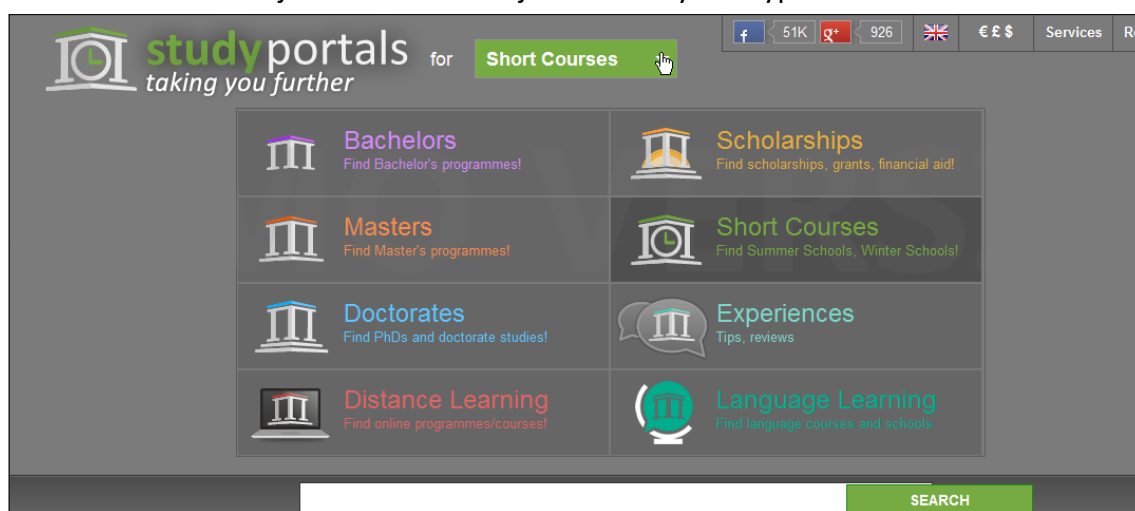 studyportals
taking you further
for
Short Courses
f 51K g+ 926 € £ $ Services
Bachelors
Find Bachelor's programmes!
Scholarships
Find scholarships, grants, financial aid!
Masters
Find Master's programmes!
Short Courses
Find Summer Schools, Winter Schools!
Doctorates
Find PhDs and doctorate studies!
Experiences
Tips, reviews
Distance Learning
Find online programmes/courses!
Language Learning
Find language courses and schools
SEARCH